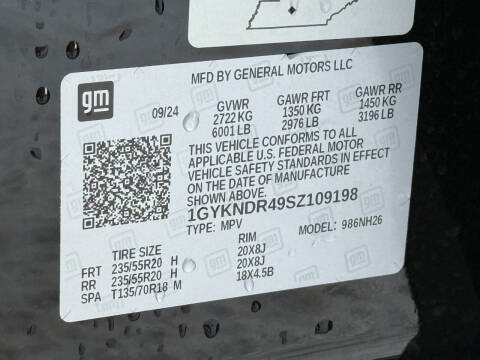 gm
MFD BY GENERAL MOTORS LLC
09/24 GVWR GAWR FRT GAWR RR
2722 KG 1350 KG 1450 KG
6001 LB 2976 LB 3196 LB
THIS VEHICLE CONFORMS TO ALL
APPLICABLE U.S. FEDERAL MOTOR
VEHICLE SAFETY STANDARDS IN EFFECT
ON THE DATE OF MANUFACTURE
SHOWN ABOVE.
1GYKNDR49SZ109198
TYPE: MPV MODEL: 986NH26
TIRE SIZE RIM
FRT 235/55R20 H 20X8J
RR 235/55R20 H 20X8J
SPA T135/70R18 M 18X4.5B